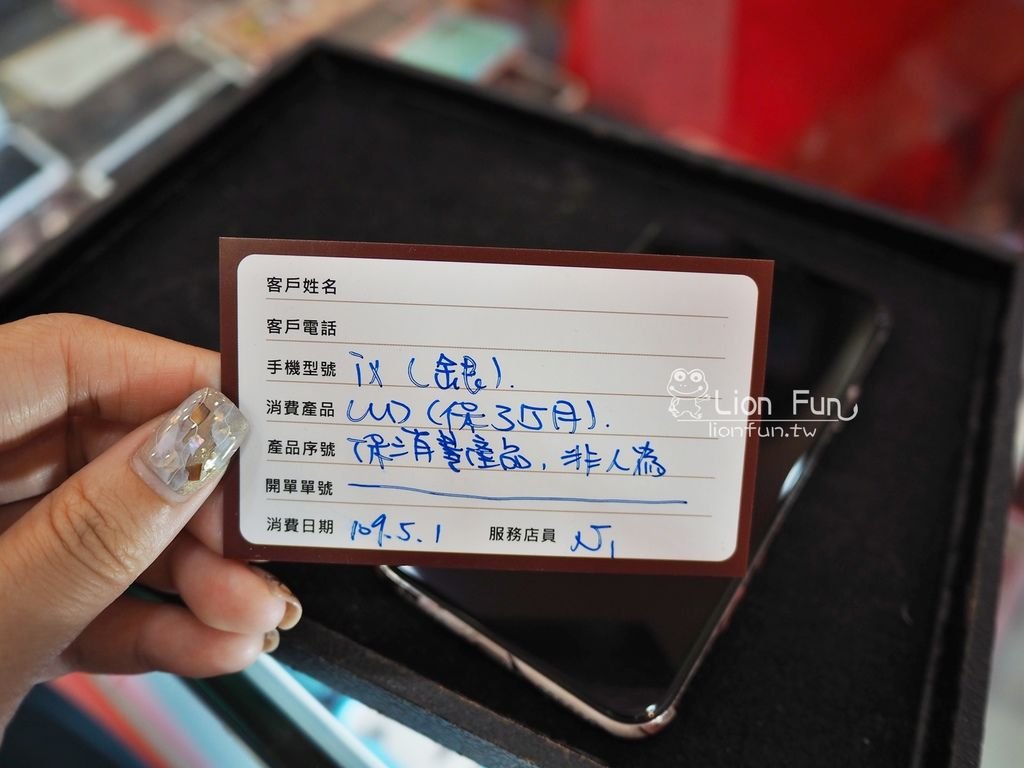 客戶姓名
客戶電話
手機型號 iX (銀).
消費產品 (保3個月).
產品序號 保消費產品, 非人為
開單單號
消費日期 109.5.1 服務店員
Lion Fun
lionfun.tw